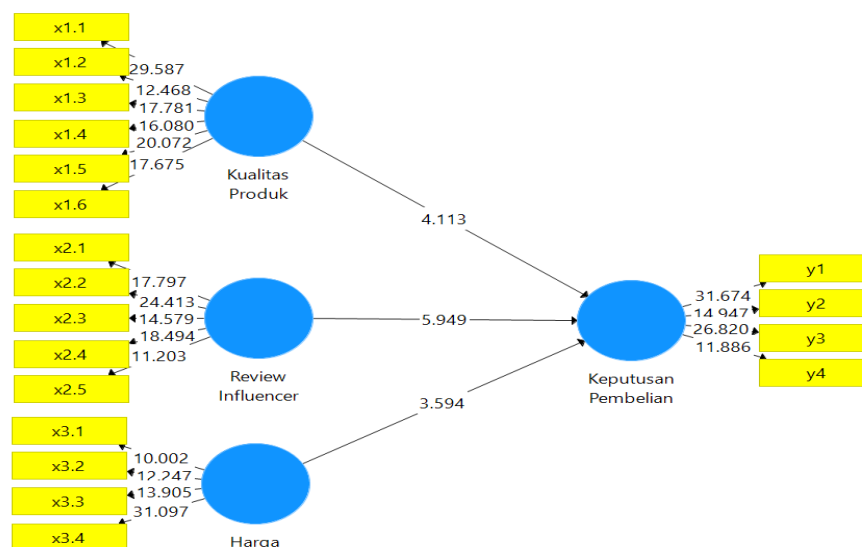 x1.1
x1.2
x1.3
x1.4
x1.5
x1.6
29.587
12.468
17.781
16.080
20.072
17.675
Kualitas
Produk
4.113
x2.1
x2.2
x2.3
x2.4
x2.5
17.797
24.413
14.579
18.494
11.203
Review
Influencer
5.949
x3.1
x3.2
x3.3
x3.4
10.002
12.247
13.905
31.097
Harga
3.594
Keputusan
Pembelian
31.674
14.947
26.820
11.886
y1
y2
y3
y4